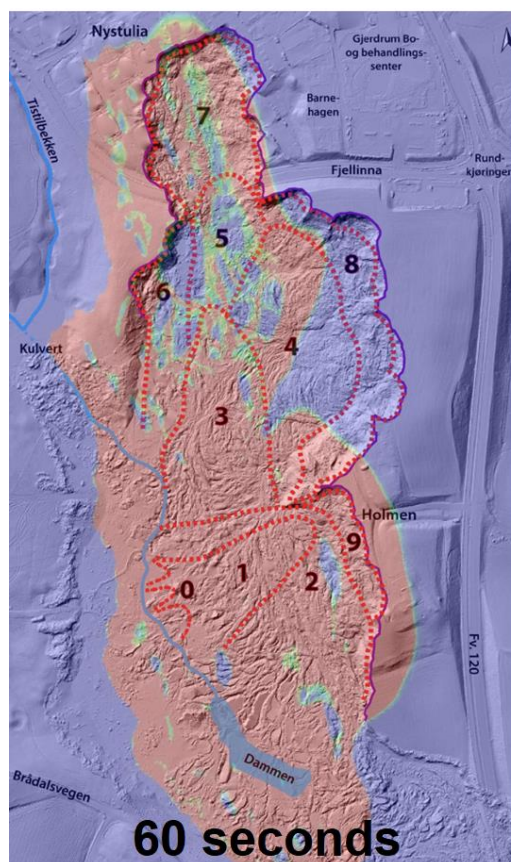 Nystulia
Gjerdrum Bo-
og behandlings-
senter
Tistilbekken
Barne-
hagen
7
Fjellinna
Rund-
kjøringen
5
8
6
4
Kulvert
3
Holmen
9
1
2
0
Fv. 120
Dammen
Brådalsvegen
60 seconds